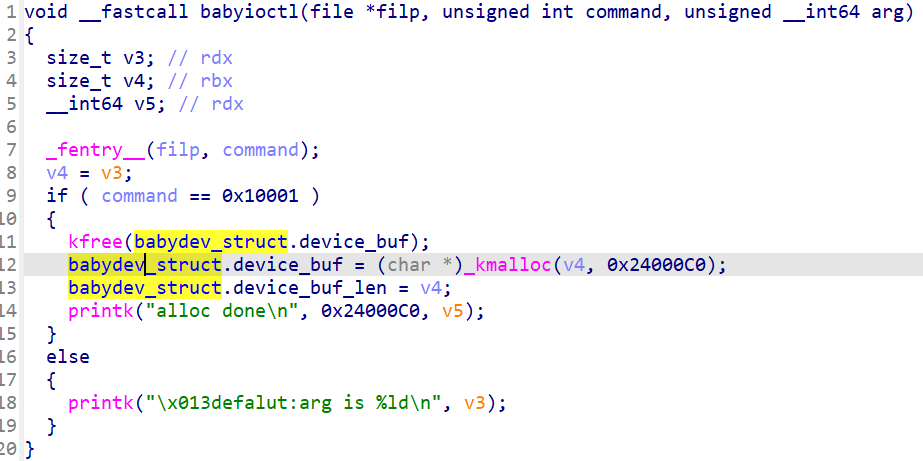 1 void __fastcall babyioctl(file *filp, unsigned int command, unsigned __int64 arg)
2 {
3   size_t v3; // rdx
4   size_t v4; // rbx
5   __int64 v5; // rdx
6
7   _fentry__(filp, command);
8   v4 = v3;
9   if ( command == 0x10001 )
10   {
11     kfree(babydev_struct.device_buf);
12     babydev_struct.device_buf = (char *)_kmalloc(v4, 0x24000C0);
13     babydev_struct.device_buf_len = v4;
14     printk("alloc done\n", 0x24000C0, v5);
15   }
16   else
17   {
18     printk("\x013defalut:arg is %ld\n", v3);
19   }
20 }